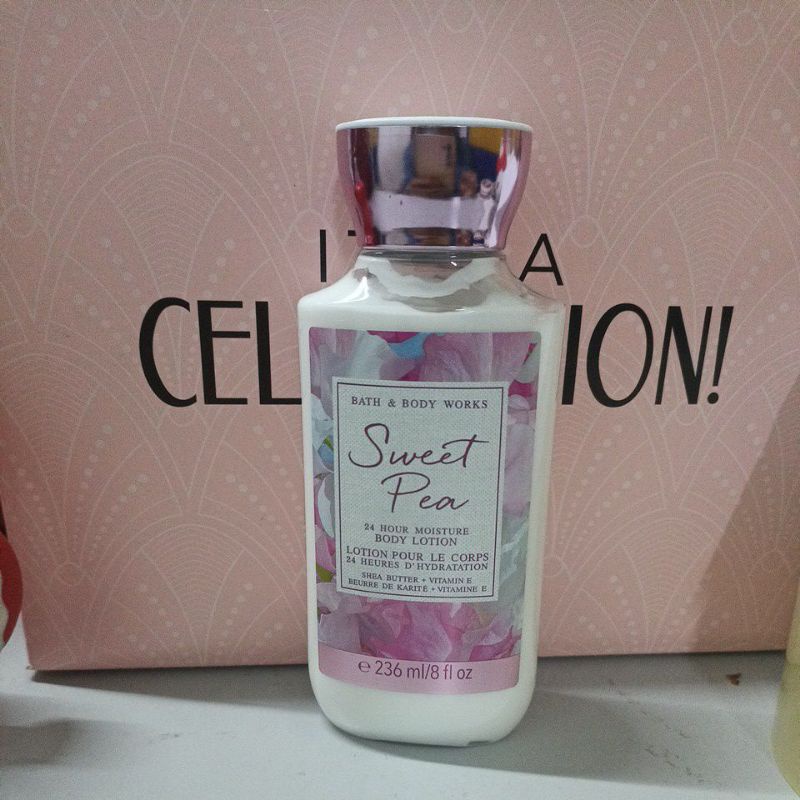 A
CEL ION!
BATH & BODY WORKS
Sweet
Pea
24 HOUR MOISTURE
BODY LOTION
LOTION POUR LE CORPS
24 HEURES D'HYDRATATION
SHEA BUTTER + VITAMIN E
BEURRE DE KARITÉ + VITAMINE E
℮ 236 ml/8 fl oz